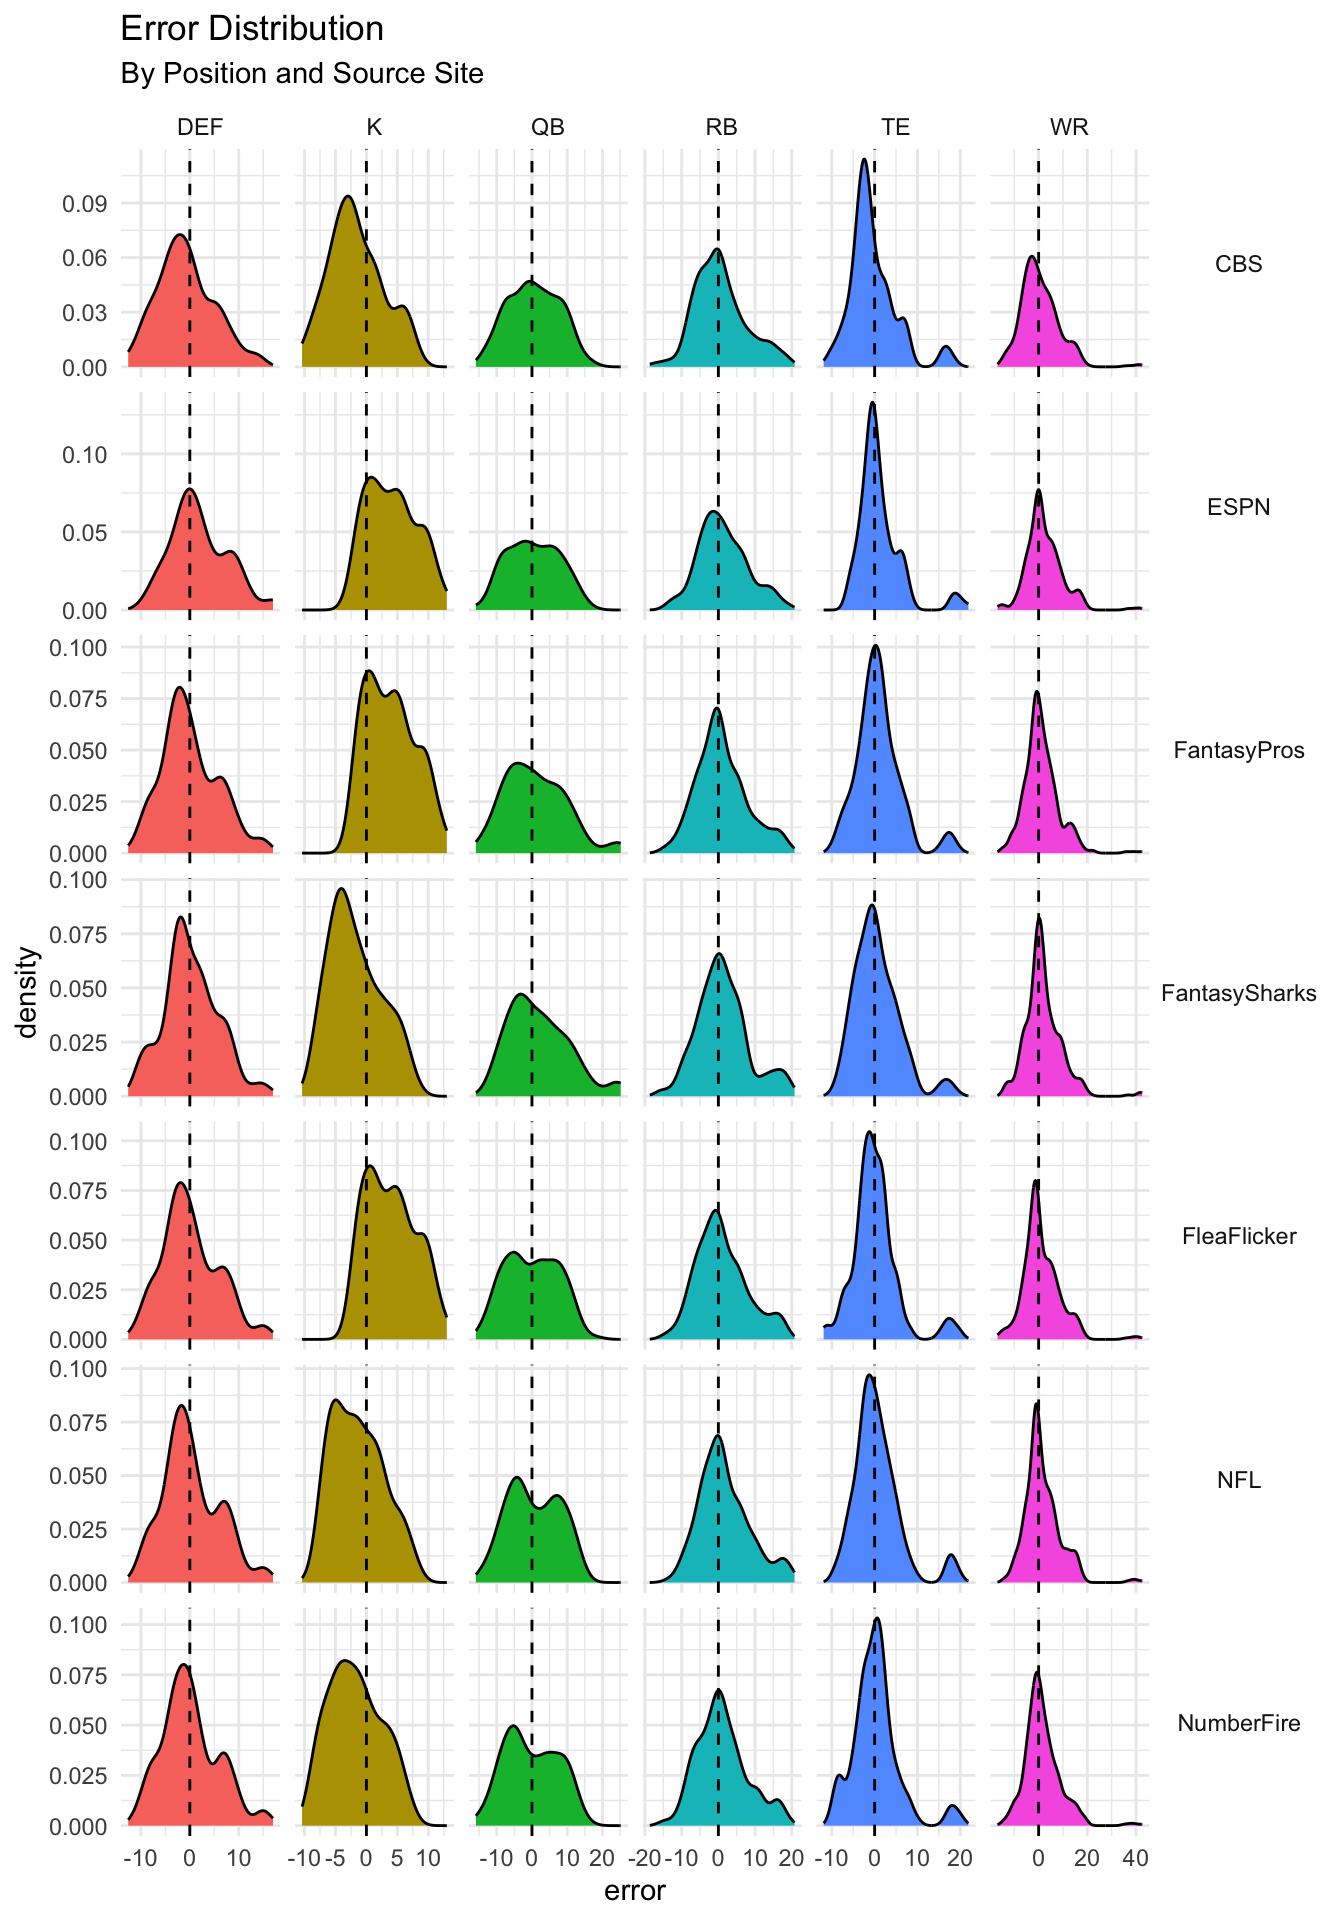 Error Distribution
By Position and Source Site
DEF K QB RB TE WR
0.09
0.06
0.03
0.00
CBS
0.10
0.05
0.00
ESPN
0.100
0.075
0.050
0.025
0.000
FantasyPros
0.100
0.075
0.050
0.025
0.000
FantasySharks
density
0.100
0.075
0.050
0.025
0.000
FleaFlicker
0.100
0.075
0.050
0.025
0.000
NFL
0.100
0.075
0.050
0.025
0.000
NumberFire
-10 0 10 -10 -5 0 5 10 -10 0 10 20 -20 -10 0 10 20 -10 0 10 20 0 20 40
error